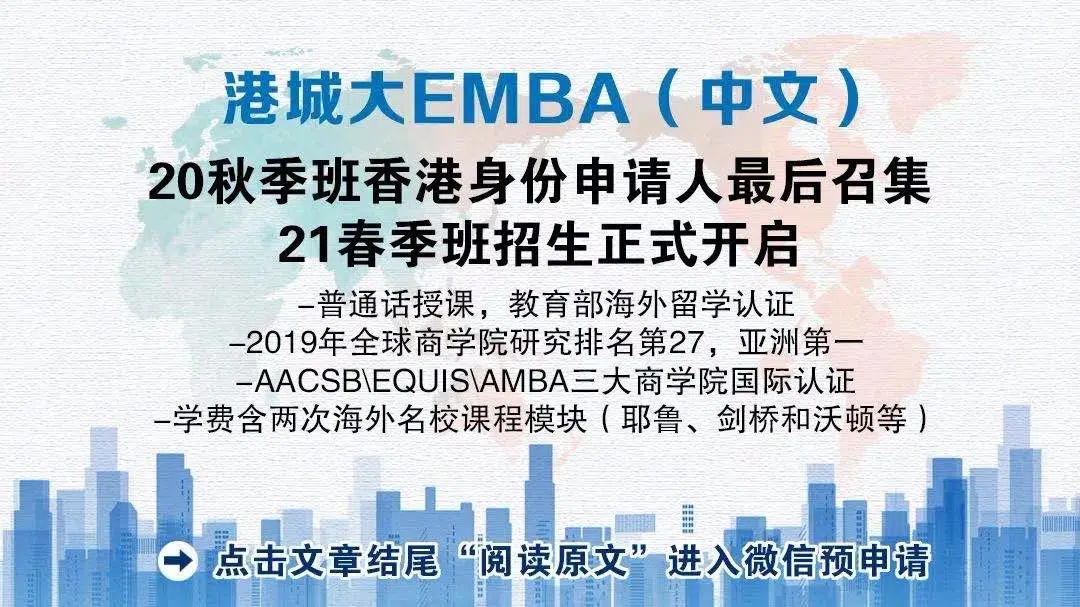 港城大EMBA（中文）
20秋季班香港身份申请人最后召集
21春季班招生正式开启
-普通话授课，教育部海外留学认证
-2019年全球商学院研究排名第27，亚洲第一
-AACSB\EQUIS\AMBA三大商学院国际认证
-学费含两次海外名校课程模块（耶鲁、剑桥和沃顿等）
点击文章结尾“阅读原文”进入微信预申请